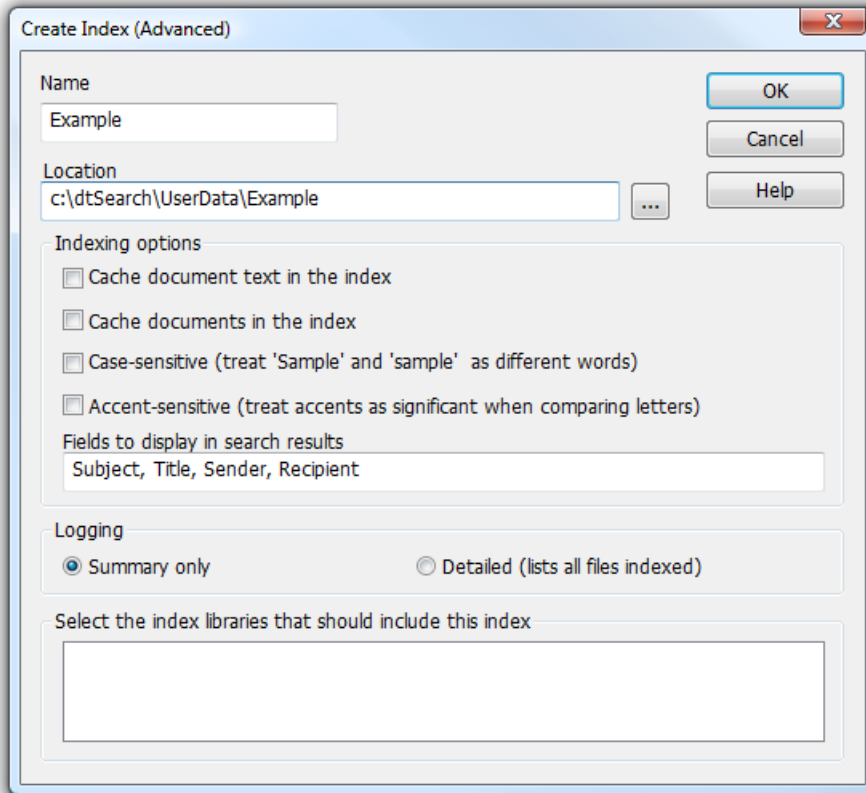 Create Index (Advanced)
Name
Example
OK
Cancel
Location
c:\dtSearch\UserData\Example
...
Help
Indexing options
Cache document text in the index
Cache documents in the index
Case-sensitive (treat 'Sample' and 'sample'  as different words)
Accent-sensitive (treat accents as significant when comparing letters)
Fields to display in search results
Subject, Title, Sender, Recipient
Logging
Summary only
Detailed (lists all files indexed)
Select the index libraries that should include this index